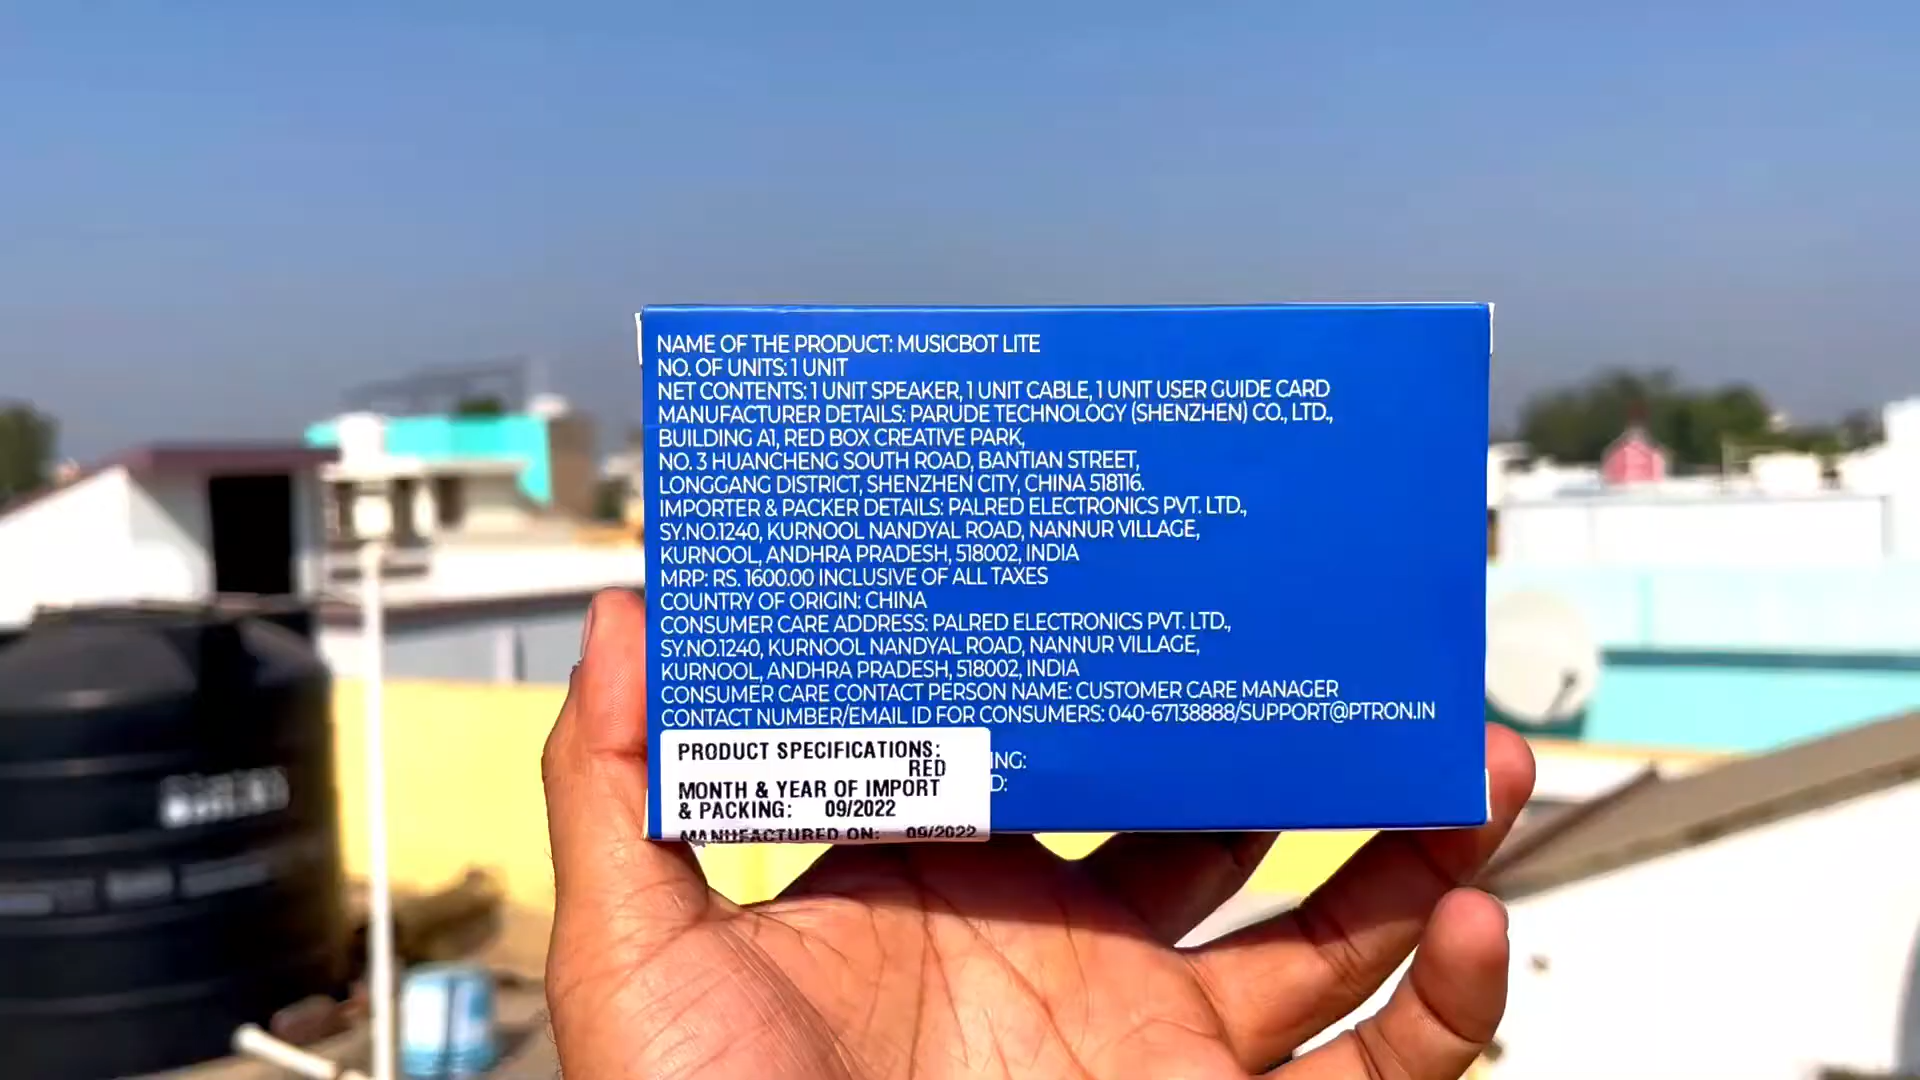 NAME OF THE PRODUCT: MUSICBOT LITE
NO. OF UNITS: 1 UNIT
NET CONTENTS: 1 UNIT SPEAKER, 1 UNIT CABLE, 1 UNIT USER GUIDE CARD
MANUFACTURER DETAILS: PARUDE TECHNOLOGY (SHENZHEN) CO., LTD.,
BUILDING A1, RED BOX CREATIVE PARK,
NO. 3 HUANCHENG SOUTH ROAD, BANTIAN STREET,
LONGGANG DISTRICT, SHENZHEN CITY, CHINA 518116.
IMPORTER & PACKER DETAILS: PALRED ELECTRONICS PVT. LTD.,
SY.NO.1240, KURNOOL NANDYAL ROAD, NANNUR VILLAGE,
KURNOOL, ANDHRA PRADESH, 518002, INDIA
MRP: RS. 1600.00 INCLUSIVE OF ALL TAXES
COUNTRY OF ORIGIN: CHINA
CONSUMER CARE ADDRESS: PALRED ELECTRONICS PVT. LTD.,
SY.NO.1240, KURNOOL NANDYAL ROAD, NANNUR VILLAGE,
KURNOOL, ANDHRA PRADESH, 518002, INDIA
CONSUMER CARE CONTACT PERSON NAME: CUSTOMER CARE MANAGER
CONTACT NUMBER/EMAIL ID FOR CONSUMERS: 040-67138888/SUPPORT@PTRON.IN
PRODUCT SPECIFICATIONS:
RED
MONTH & YEAR OF IMPORT
& PACKING: 09/2022
MANUFACTURED ON: 09/2022
ING:
D: